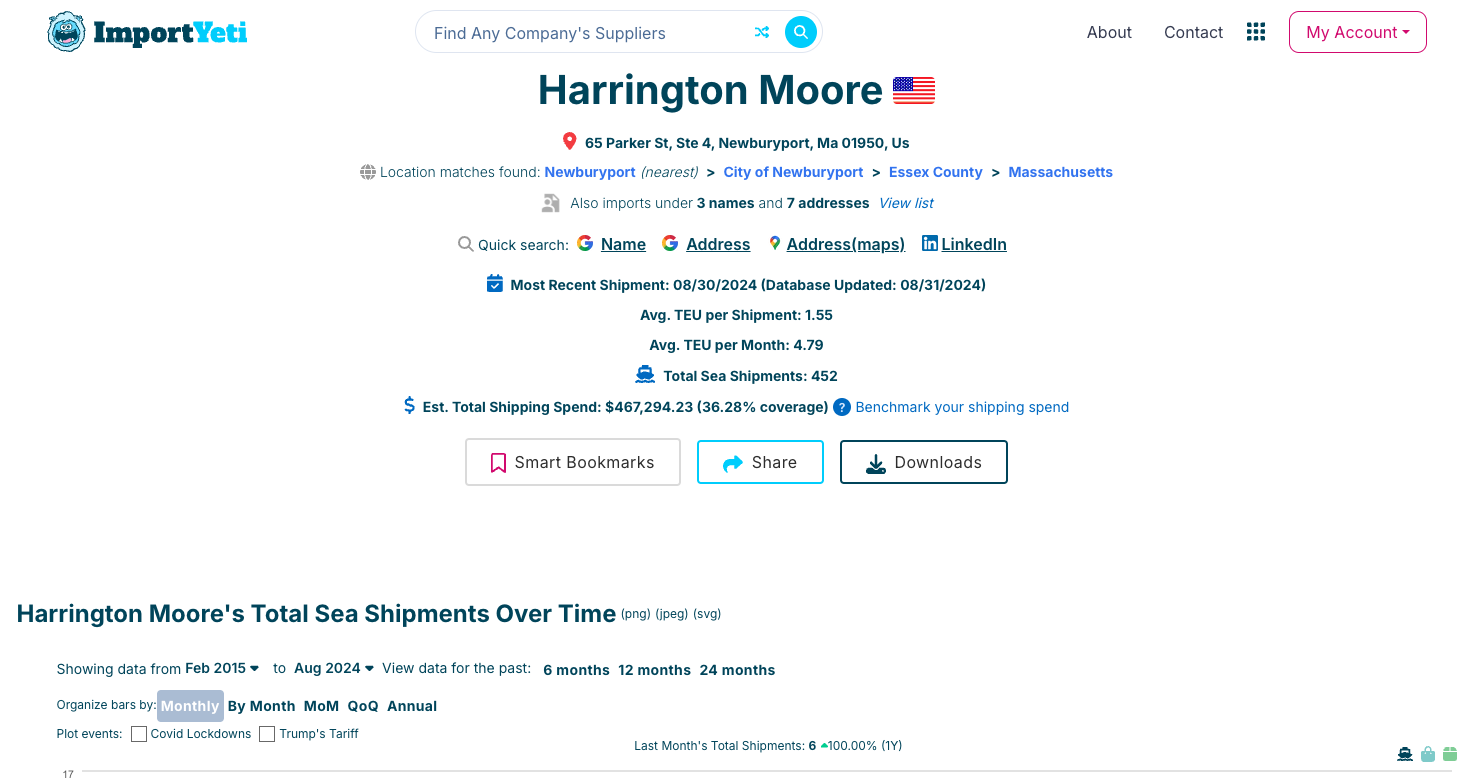 ImportYeti
Find Any Company's Suppliers
About
Contact
My Account
Harrington Moore
65 Parker St, Ste 4, Newburyport, Ma 01950, Us
Location matches found: Newburyport (nearest) > City of Newburyport > Essex County > Massachusetts
Also imports under 3 names and 7 addresses View list
Quick search: Name Address Address(maps) LinkedIn
Most Recent Shipment: 08/30/2024 (Database Updated: 08/31/2024)
Avg. TEU per Shipment: 1.55
Avg. TEU per Month: 4.79
Total Sea Shipments: 452
Est. Total Shipping Spend: $467,294.23 (36.28% coverage) ? Benchmark your shipping spend
Smart Bookmarks
Share
Downloads
Harrington Moore's Total Sea Shipments Over Time (png) (jpeg) (svg)
Showing data from Feb 2015 to Aug 2024 View data for the past: 6 months 12 months 24 months
Organize bars by: Monthly By Month MoM QoQ Annual
Plot events: Covid Lockdowns Trump's Tariff
Last Month's Total Shipments: 6 100.00% (1Y)
17